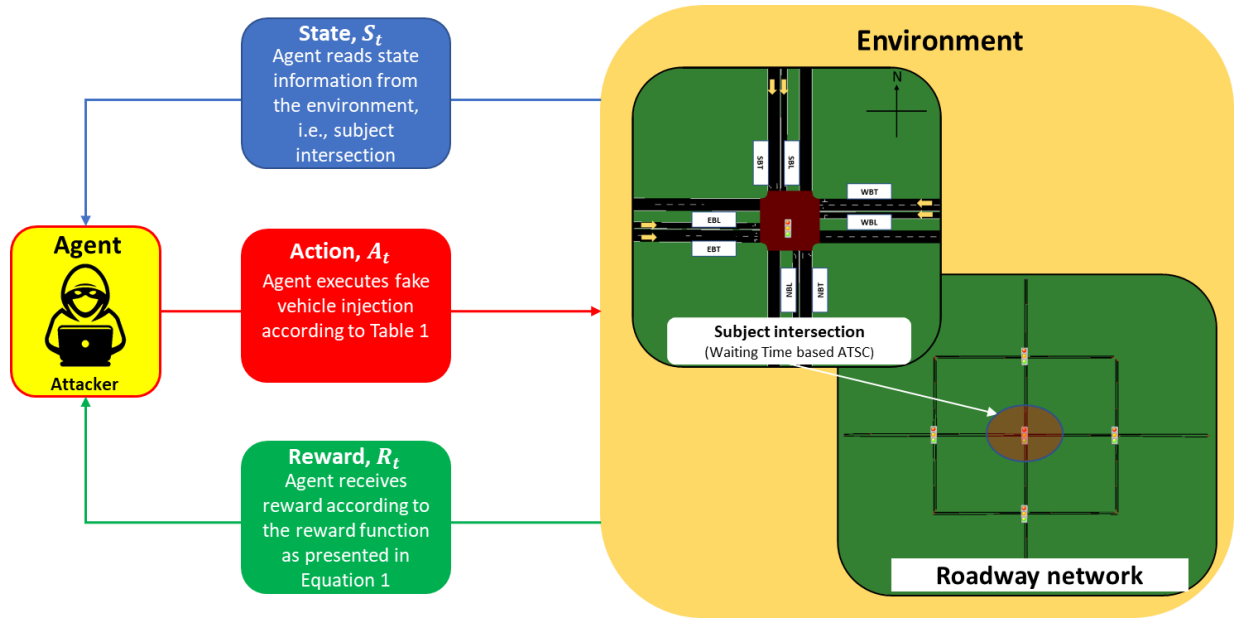 State, S_t
Agent reads state
information from
the environment,
i.e., subject
intersection
Agent
Attacker
Action, A_t
Agent executes fake
vehicle injection
according to Table 1
Reward, R_t
Agent receives
reward according to
the reward function
as presented in
Equation 1
Environment
N
SBT
SBL
WBT
WBL
EBL
EBT
NBL
NBT
Subject intersection
(Waiting Time based ATSC)
Roadway network